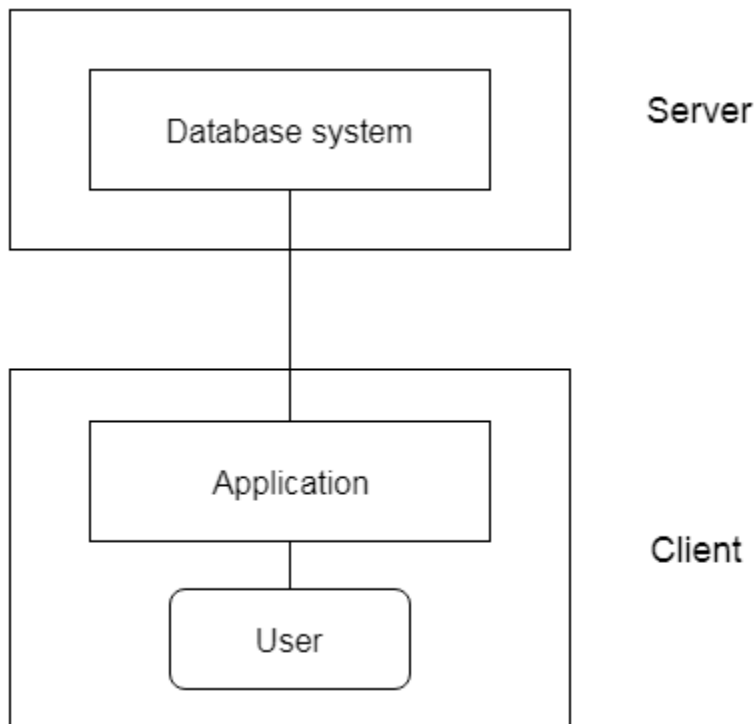 Database system
Server
Application
Client
User